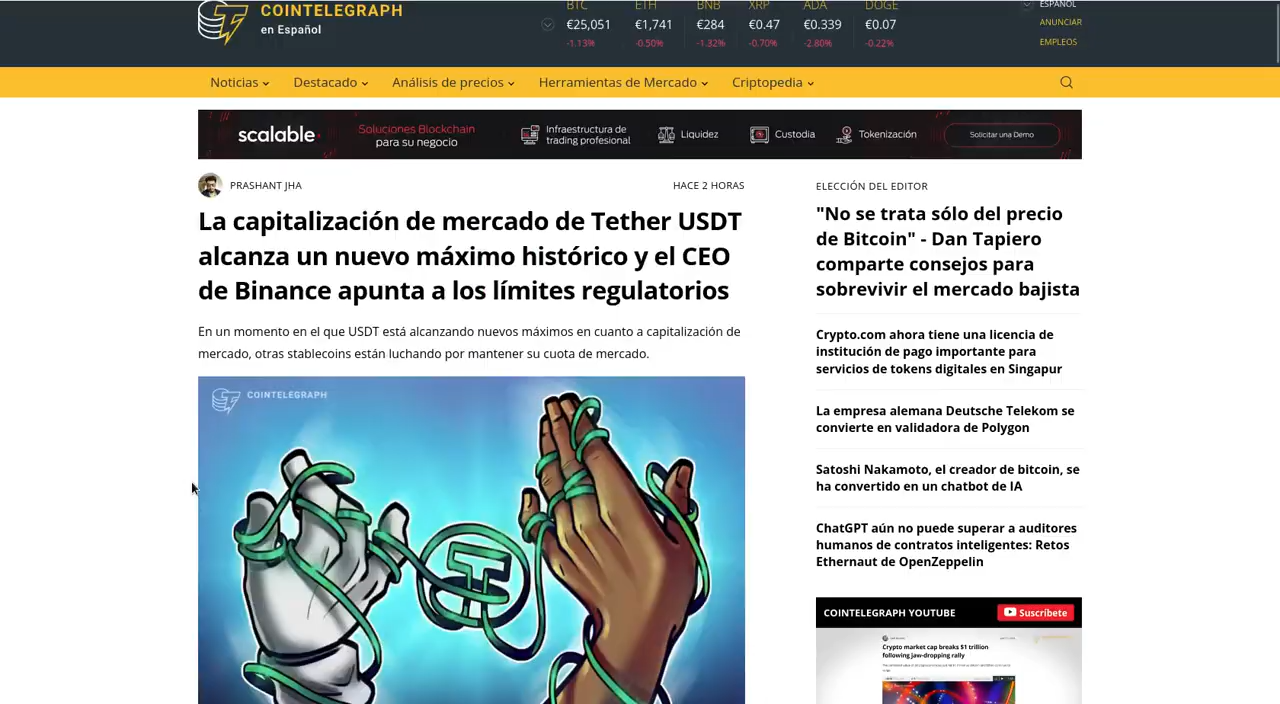 COINTELEGRAPH
en Español
BTC ETH BNB XRP ADA DOGE
€25,051 €1,741 €284 €0.47 €0.339 €0.07
-1.13% -0.50% -1.32% -0.70% -2.80% -0.22%
ESPAÑOL
ANUNCIAR
EMPLEOS
Noticias Destacado Análisis de precios Herramientas de Mercado Criptopedia
scalable
Soluciones Blockchain
para su negocio
Infraestructura de
trading profesional
Liquidez
Custodia
Tokenización
Solicitar una Demo
PRASHANT JHA
HACE 2 HORAS
La capitalización de mercado de Tether USDT
alcanza un nuevo máximo histórico y el CEO
de Binance apunta a los límites regulatorios
En un momento en el que USDT está alcanzando nuevos máximos en cuanto a capitalización de
mercado, otras stablecoins están luchando por mantener su cuota de mercado.
COINTELEGRAPH
ELECCIÓN DEL EDITOR
"No se trata sólo del precio
de Bitcoin" - Dan Tapiero
comparte consejos para
sobrevivir el mercado bajista
Crypto.com ahora tiene una licencia de
institución de pago importante para
servicios de tokens digitales en Singapur
La empresa alemana Deutsche Telekom se
convierte en validadora de Polygon
Satoshi Nakamoto, el creador de bitcoin, se
ha convertido en un chatbot de IA
ChatGPT aún no puede superar a auditores
humanos de contratos inteligentes: Retos
Ethernaut de OpenZeppelin
COINTELEGRAPH YOUTUBE
Suscríbete
Crypto market cap breaks $1 trillion
following jaw-dropping rally